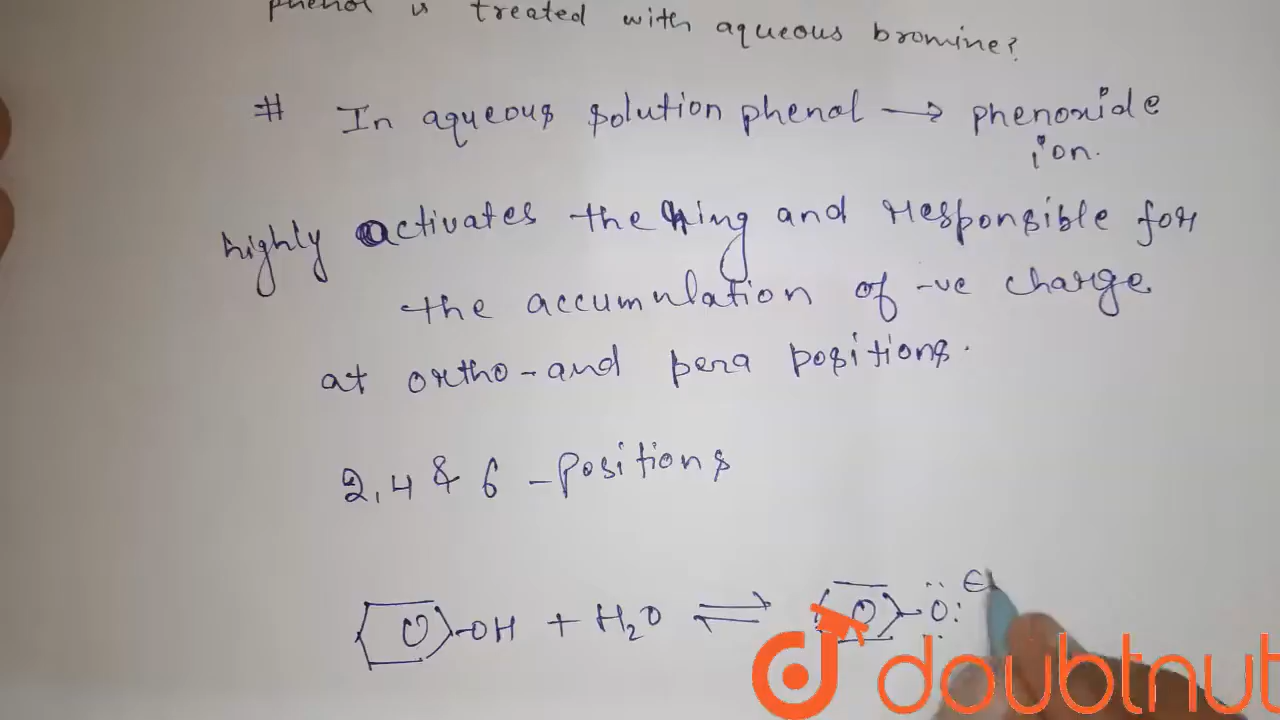 phenol is treated with aqueous bromine?
# In aqueous solution phenol → phenoxide
ion.
highly activates the ring and responsible for
the accumulation of -ve charge
at ortho-and pera positions.
2,4 & 6 -Positions
-OH + H₂O ⇌ -O:
doubtnut